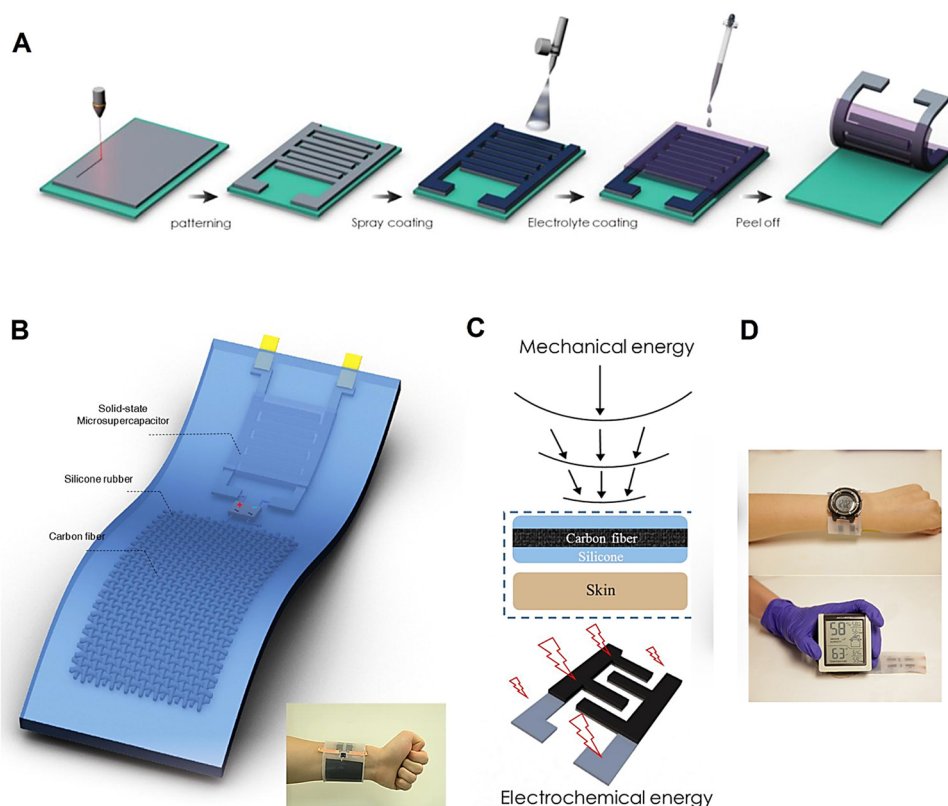 A
patterning
Spray coating
Electrolyte coating
Peel off
B
Solid-state
Microsupercapacitor
Silicone rubber
Carbon fiber
C
Mechanical energy
Carbon fiber
Silicone
Skin
Electrochemical energy
D
58
63